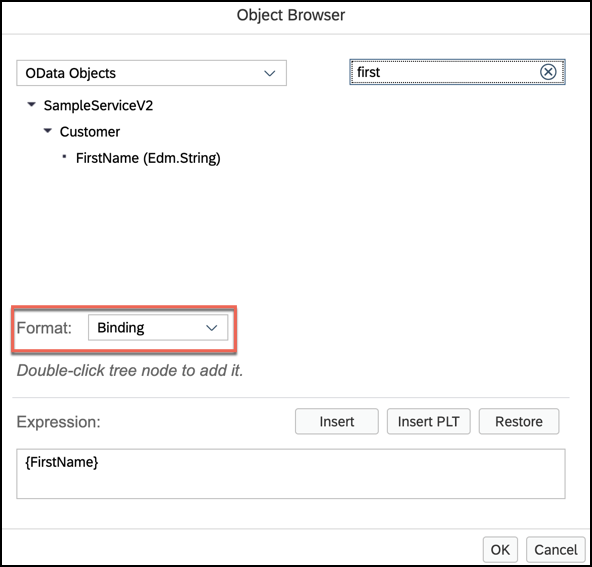 Object Browser
OData Objects
first
SampleServiceV2
Customer
FirstName (Edm.String)
Format: Binding
Double-click tree node to add it.
Expression: Insert Insert PLT Restore
{FirstName}
OK Cancel